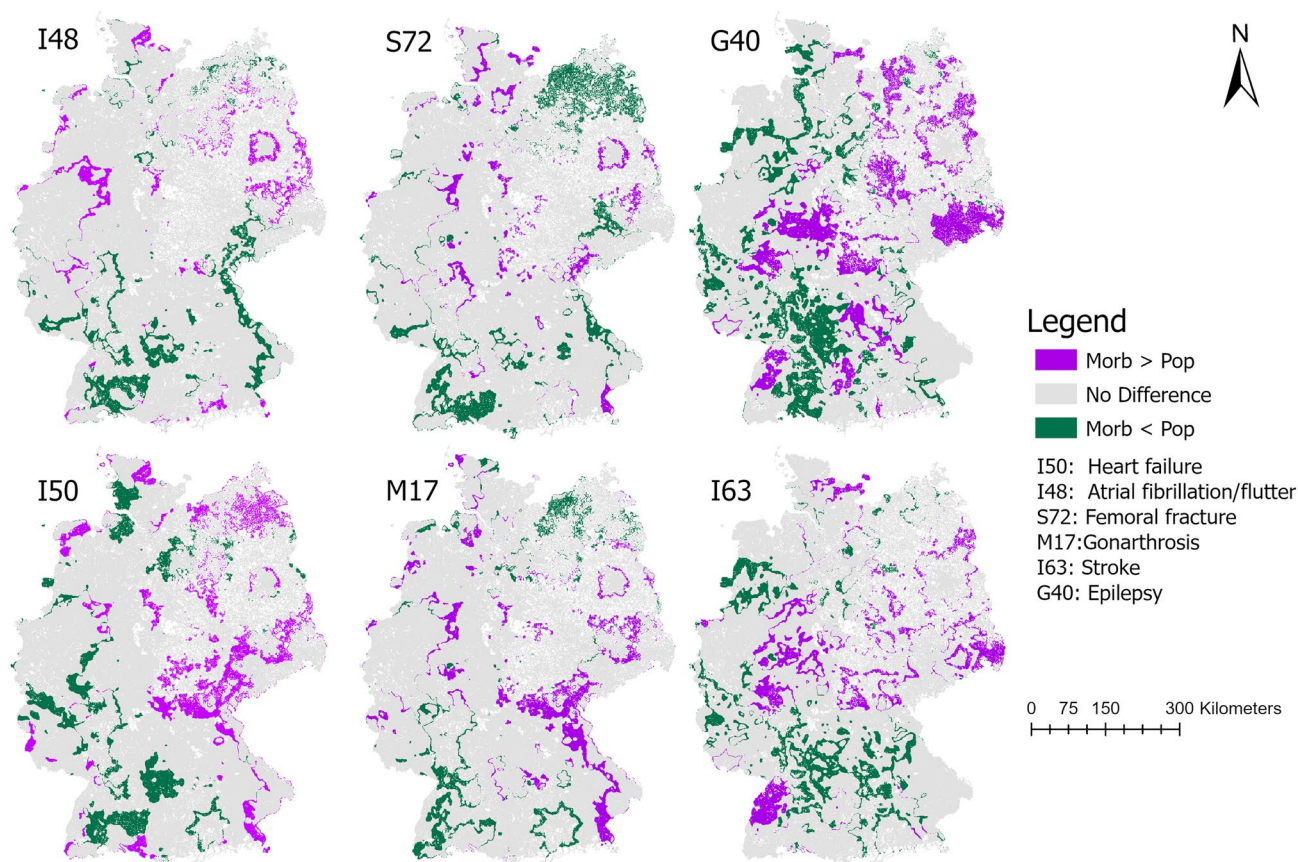 I48
S72
G40
N
I50
M17
I63
Legend
Morb > Pop
No Difference
Morb < Pop
I50: Heart failure
I48: Atrial fibrillation/flutter
S72: Femoral fracture
M17:Gonarthrosis
I63: Stroke
G40: Epilepsy
0 75 150 300 Kilometers